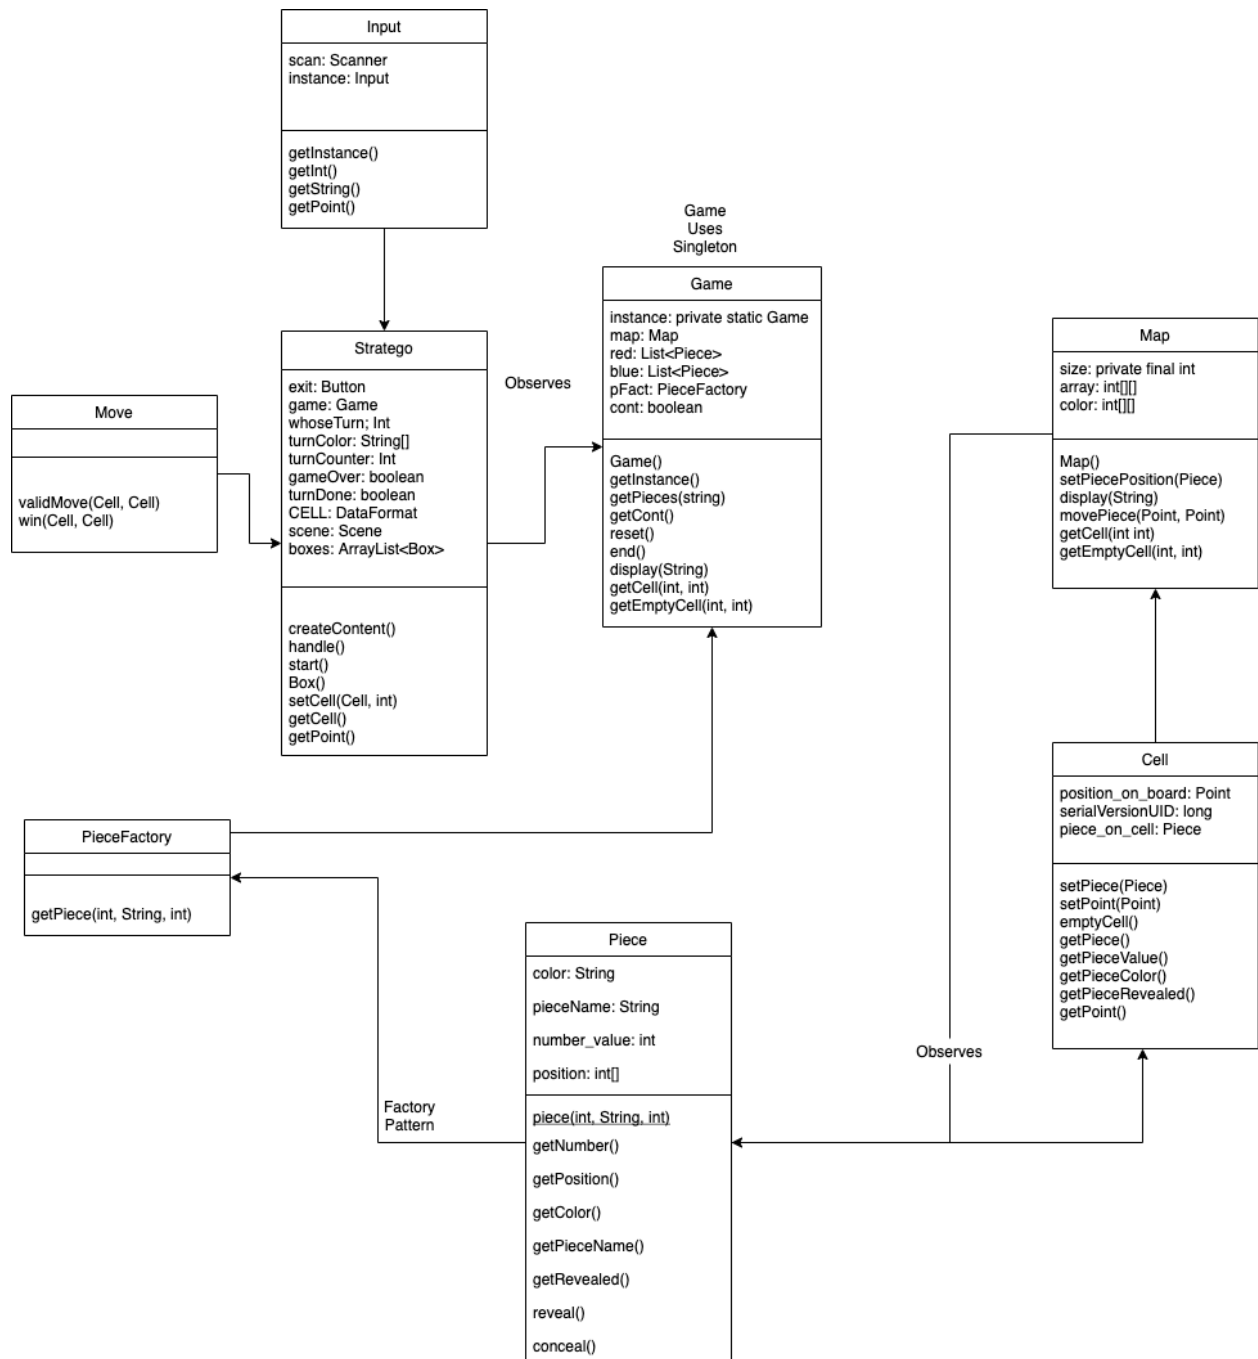 Input
scan: Scanner
instance: Input
getInstance()
getInt()
getString()
getPoint()
Game
Uses
Singleton
Game
instance: private static Game
map: Map
red: List<Piece>
blue: List<Piece>
pFact: PieceFactory
cont: boolean
Game()
getInstance()
getPieces(string)
getCont()
reset()
end()
display(String)
getCell(int, int)
getEmptyCell(int, int)
Map
size: private final int
array: int[][]
color: int[][]
Map()
setPiecePosition(Piece)
display(String)
movePiece(Point, Point)
getCell(int int)
getEmptyCell(int, int)
Stratego
exit: Button
game: Game
whoseTurn; Int
turnColor: String[]
turnCounter: Int
gameOver: boolean
turnDone: boolean
CELL: DataFormat
scene: Scene
boxes: ArrayList<Box>
createContent()
handle()
start()
Box()
setCell(Cell, int)
getCell()
getPoint()
Observes
Move
validMove(Cell, Cell)
win(Cell, Cell)
Cell
position_on_board: Point
serialVersionUID: long
piece_on_cell: Piece
setPiece(Piece)
setPoint(Point)
emptyCell()
getPiece()
getPieceValue()
getPieceColor()
getPieceRevealed()
getPoint()
PieceFactory
getPiece(int, String, int)
Piece
color: String
pieceName: String
number_value: int
position: int[]
piece(int, String, int)
getNumber()
getPosition()
getColor()
getPieceName()
getRevealed()
reveal()
conceal()
Observes
Factory
Pattern